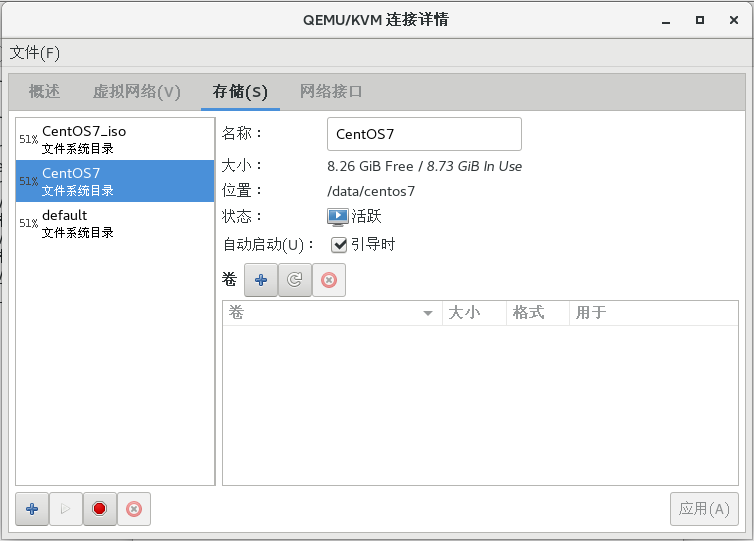 QEMU/KVM 连接详情
文件(F)
概述 虚拟网络(V) 存储(S) 网络接口
51% CentOS7_iso
文件系统目录
51% CentOS7
文件系统目录
51% default
文件系统目录
名称： CentOS7
大小： 8.26 GiB Free / 8.73 GiB In Use
位置： /data/centos7
状态： 活跃
自动启动(U)： 引导时
卷
卷 大小 格式 用于
应用(A)